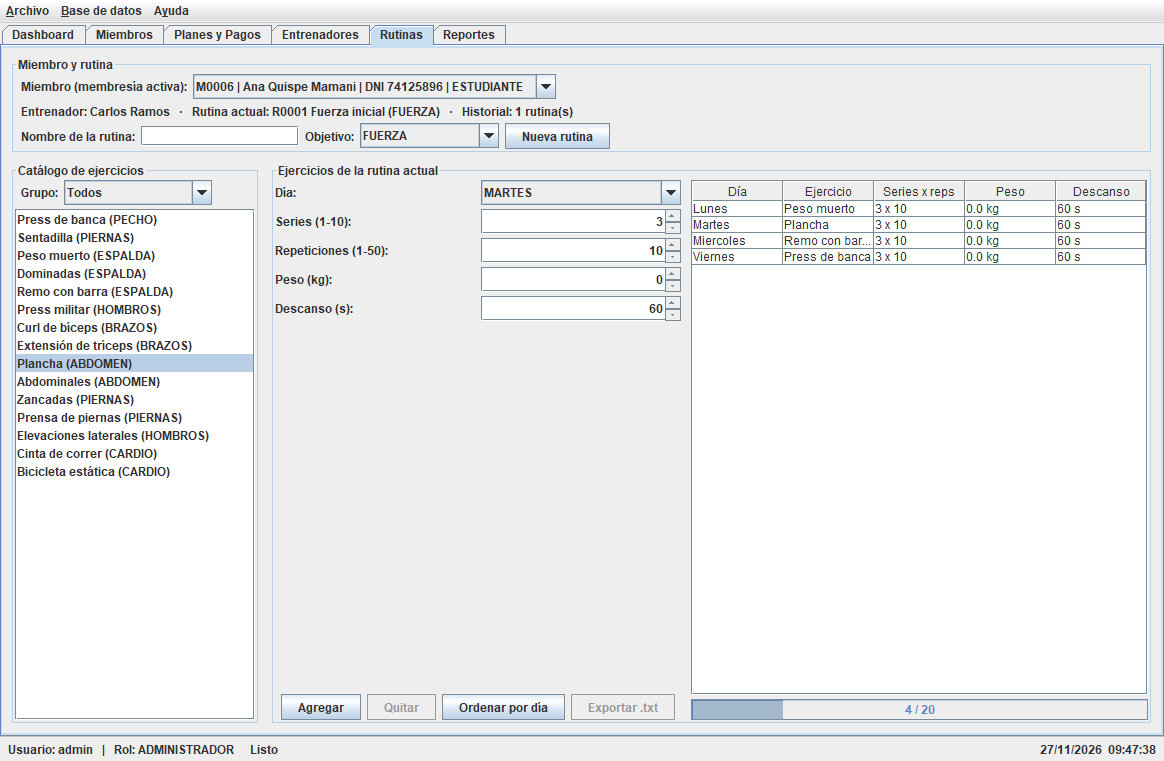 Archivo Base de datos Ayuda
Dashboard Miembros Planes y Pagos Entrenadores Rutinas Reportes
Miembro y rutina
Miembro (membresía activa): M0006 | Ana Quispe Mamani | DNI 74125896 | ESTUDIANTE
Entrenador: Carlos Ramos · Rutina actual: R0001 Fuerza inicial (FUERZA) · Historial: 1 rutina(s)
Nombre de la rutina: Objetivo: FUERZA Nueva rutina
Catálogo de ejercicios
Grupo: Todos
Press de banca (PECHO)
Sentadilla (PIERNAS)
Peso muerto (ESPALDA)
Dominadas (ESPALDA)
Remo con barra (ESPALDA)
Press militar (HOMBROS)
Curl de bíceps (BRAZOS)
Extensión de tríceps (BRAZOS)
Plancha (ABDOMEN)
Abdominales (ABDOMEN)
Zancadas (PIERNAS)
Prensa de piernas (PIERNAS)
Elevaciones laterales (HOMBROS)
Cinta de correr (CARDIO)
Bicicleta estática (CARDIO)
Ejercicios de la rutina actual
Día: MARTES
Series (1-10): 3
Repeticiones (1-50): 10
Peso (kg): 0
Descanso (s): 60
Agregar Quitar Ordenar por día Exportar .txt
Día Ejercicio Series x reps Peso Descanso
Lunes Peso muerto 3 x 10 0.0 kg 60 s
Martes Plancha 3 x 10 0.0 kg 60 s
Miercoles Remo con bar... 3 x 10 0.0 kg 60 s
Viernes Press de banca 3 x 10 0.0 kg 60 s
4 / 20
Usuario: admin | Rol: ADMINISTRADOR Listo 27/11/2026 09:47:38